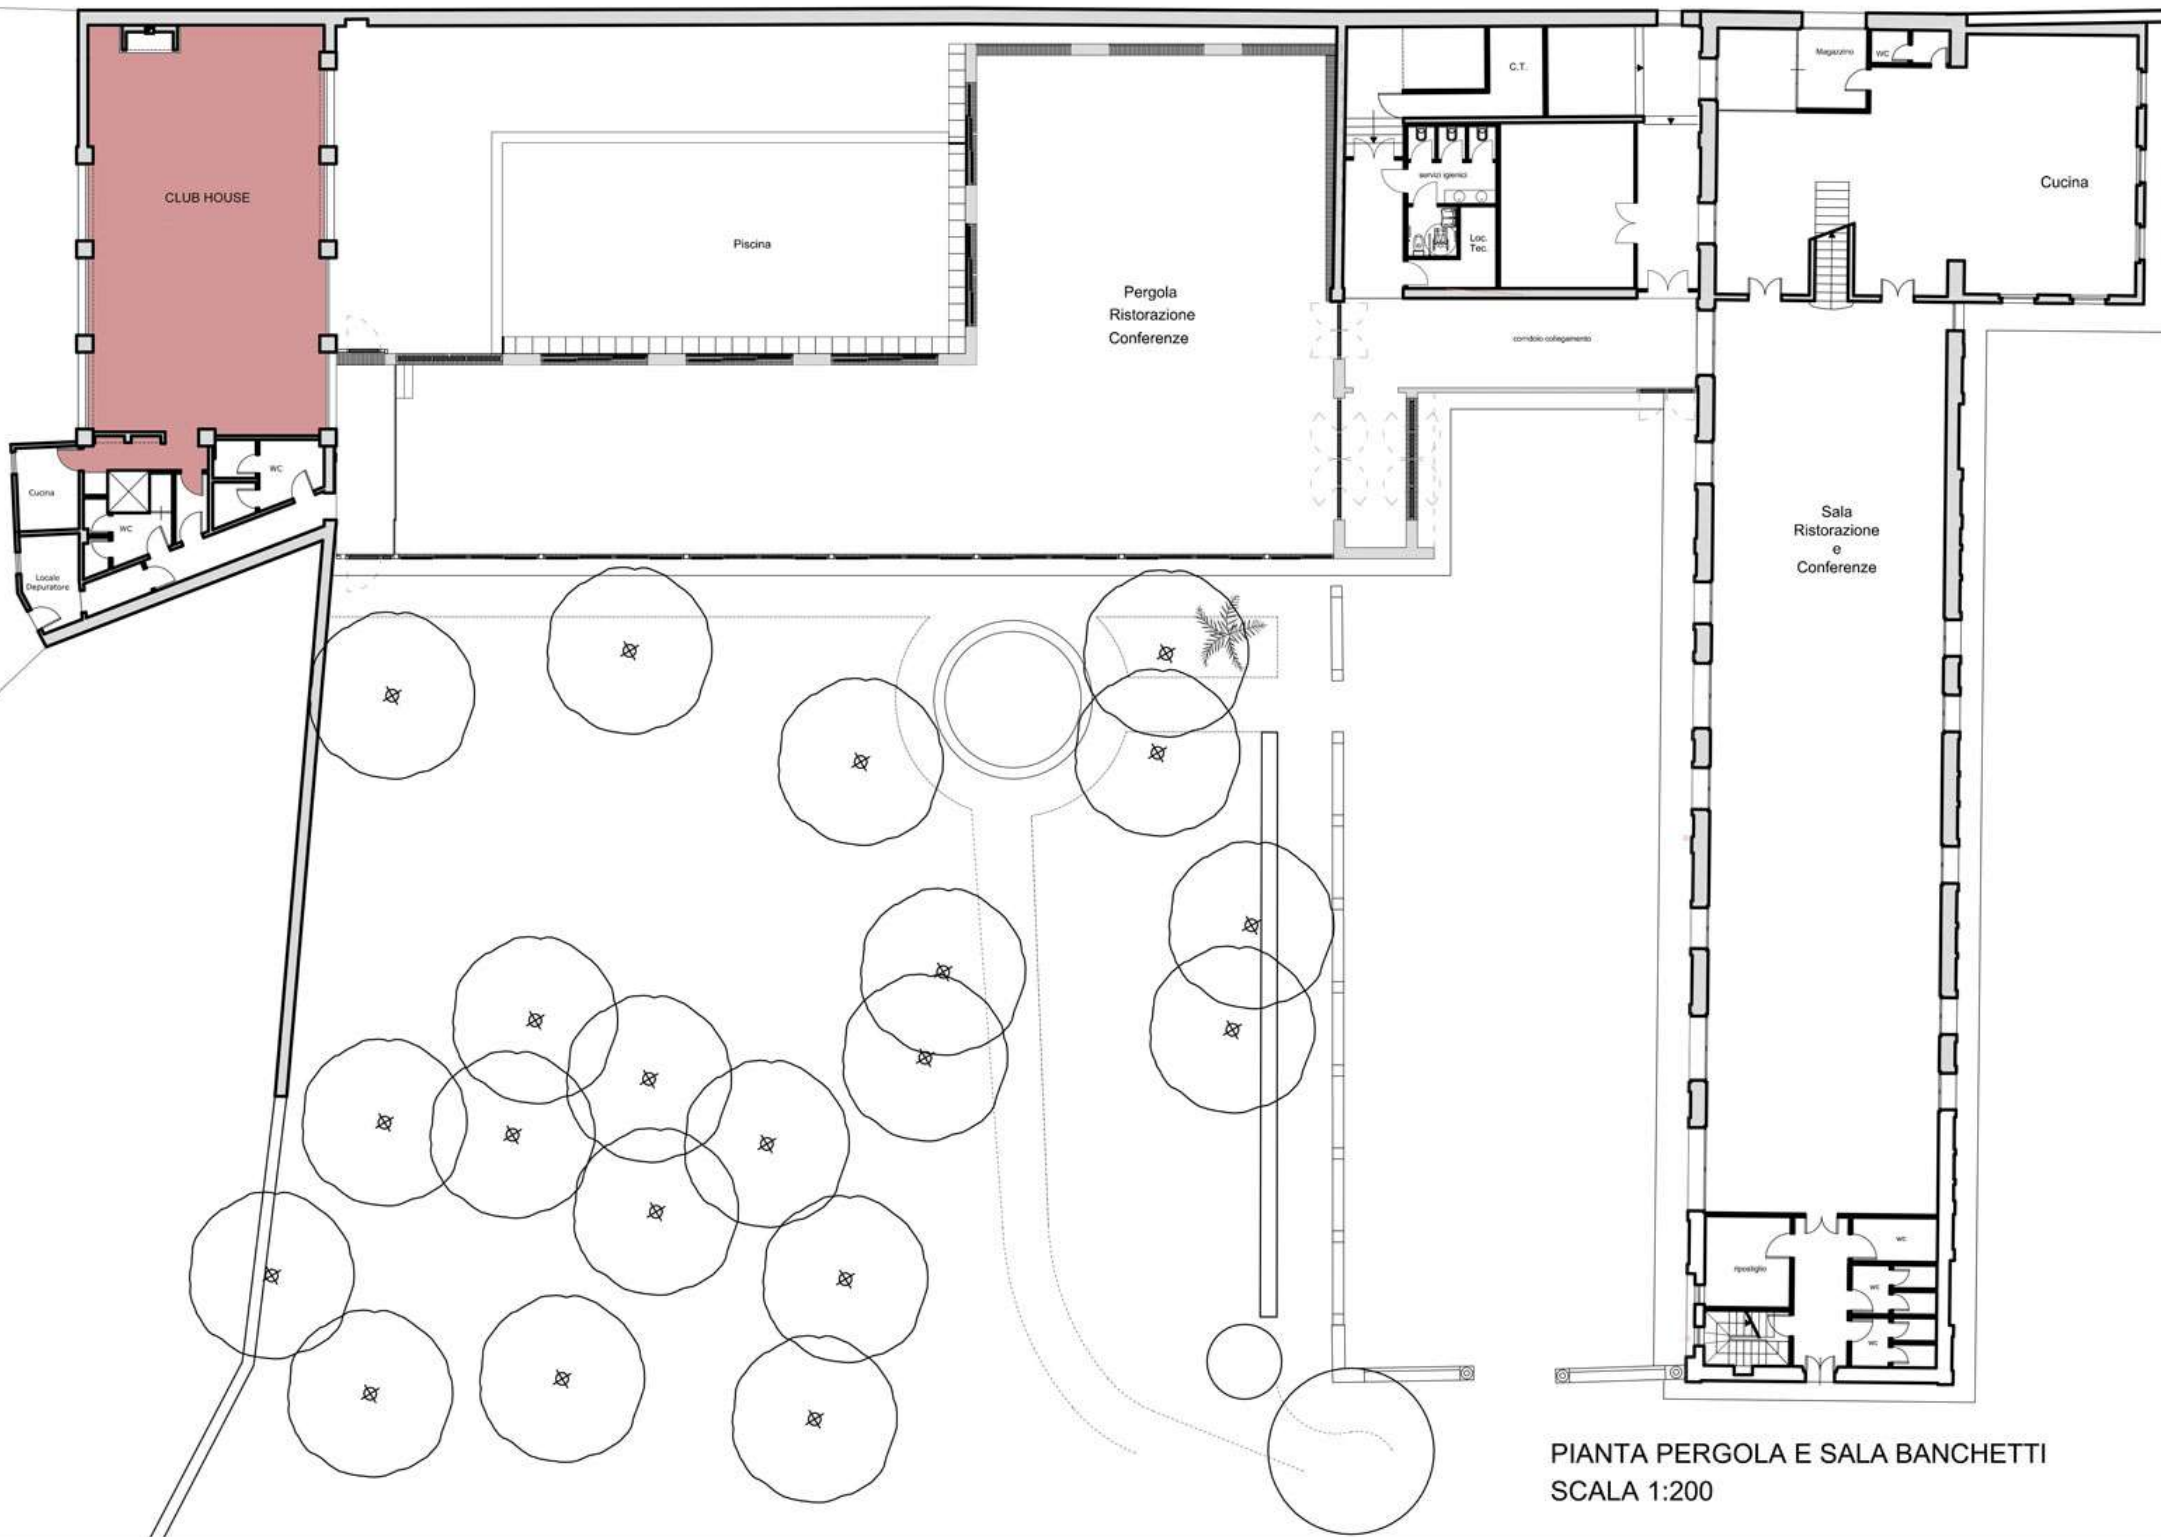 Magazzino
WC
C.T.
servizi igienici
Loc.
Tec.
Cucina
CLUB HOUSE
Piscina
Pergola
Ristorazione
Conferenze
corridoio collegamento
WC
Cucina
WC
Locale
Depuratore
Sala
Ristorazione
e
Conferenze
WC
ripostiglio
WC
WC
PIANTA PERGOLA E SALA BANCHETTI
SCALA 1:200